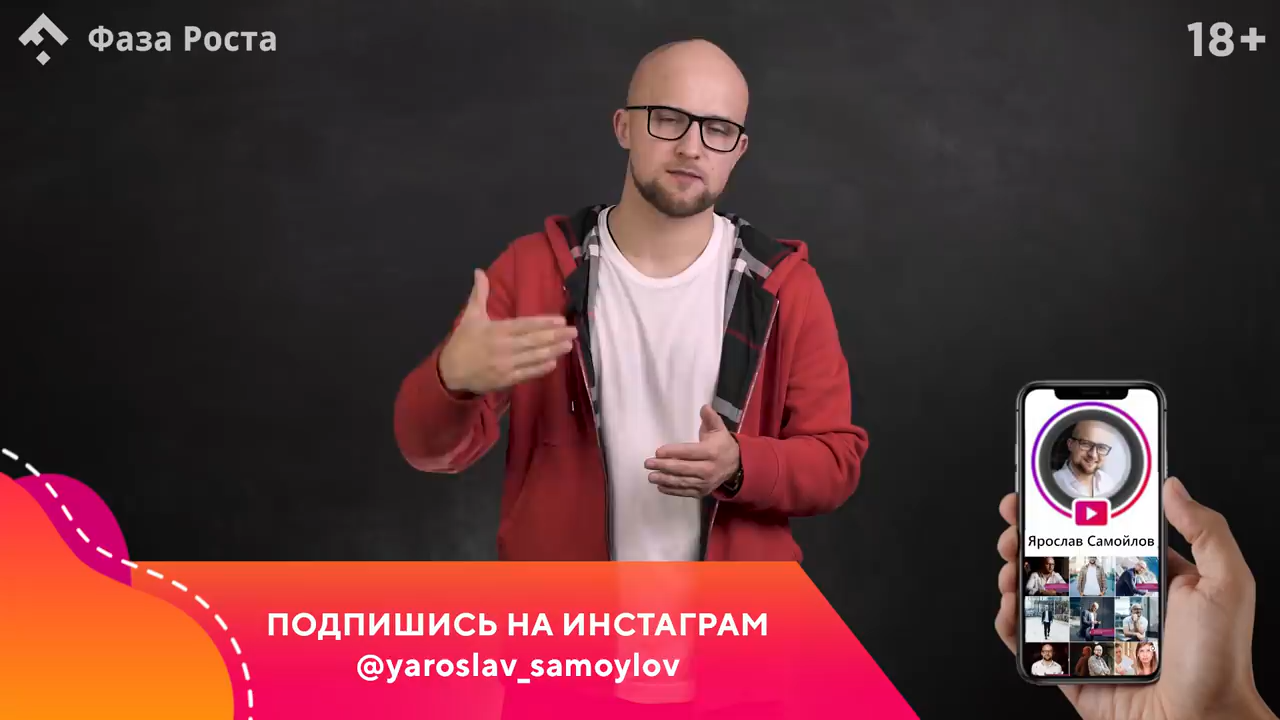 Фаза Роста
18+
Ярослав Самойлов
ПОДПИШИСЬ НА ИНСТАГРАМ
@yaroslav_samoylov